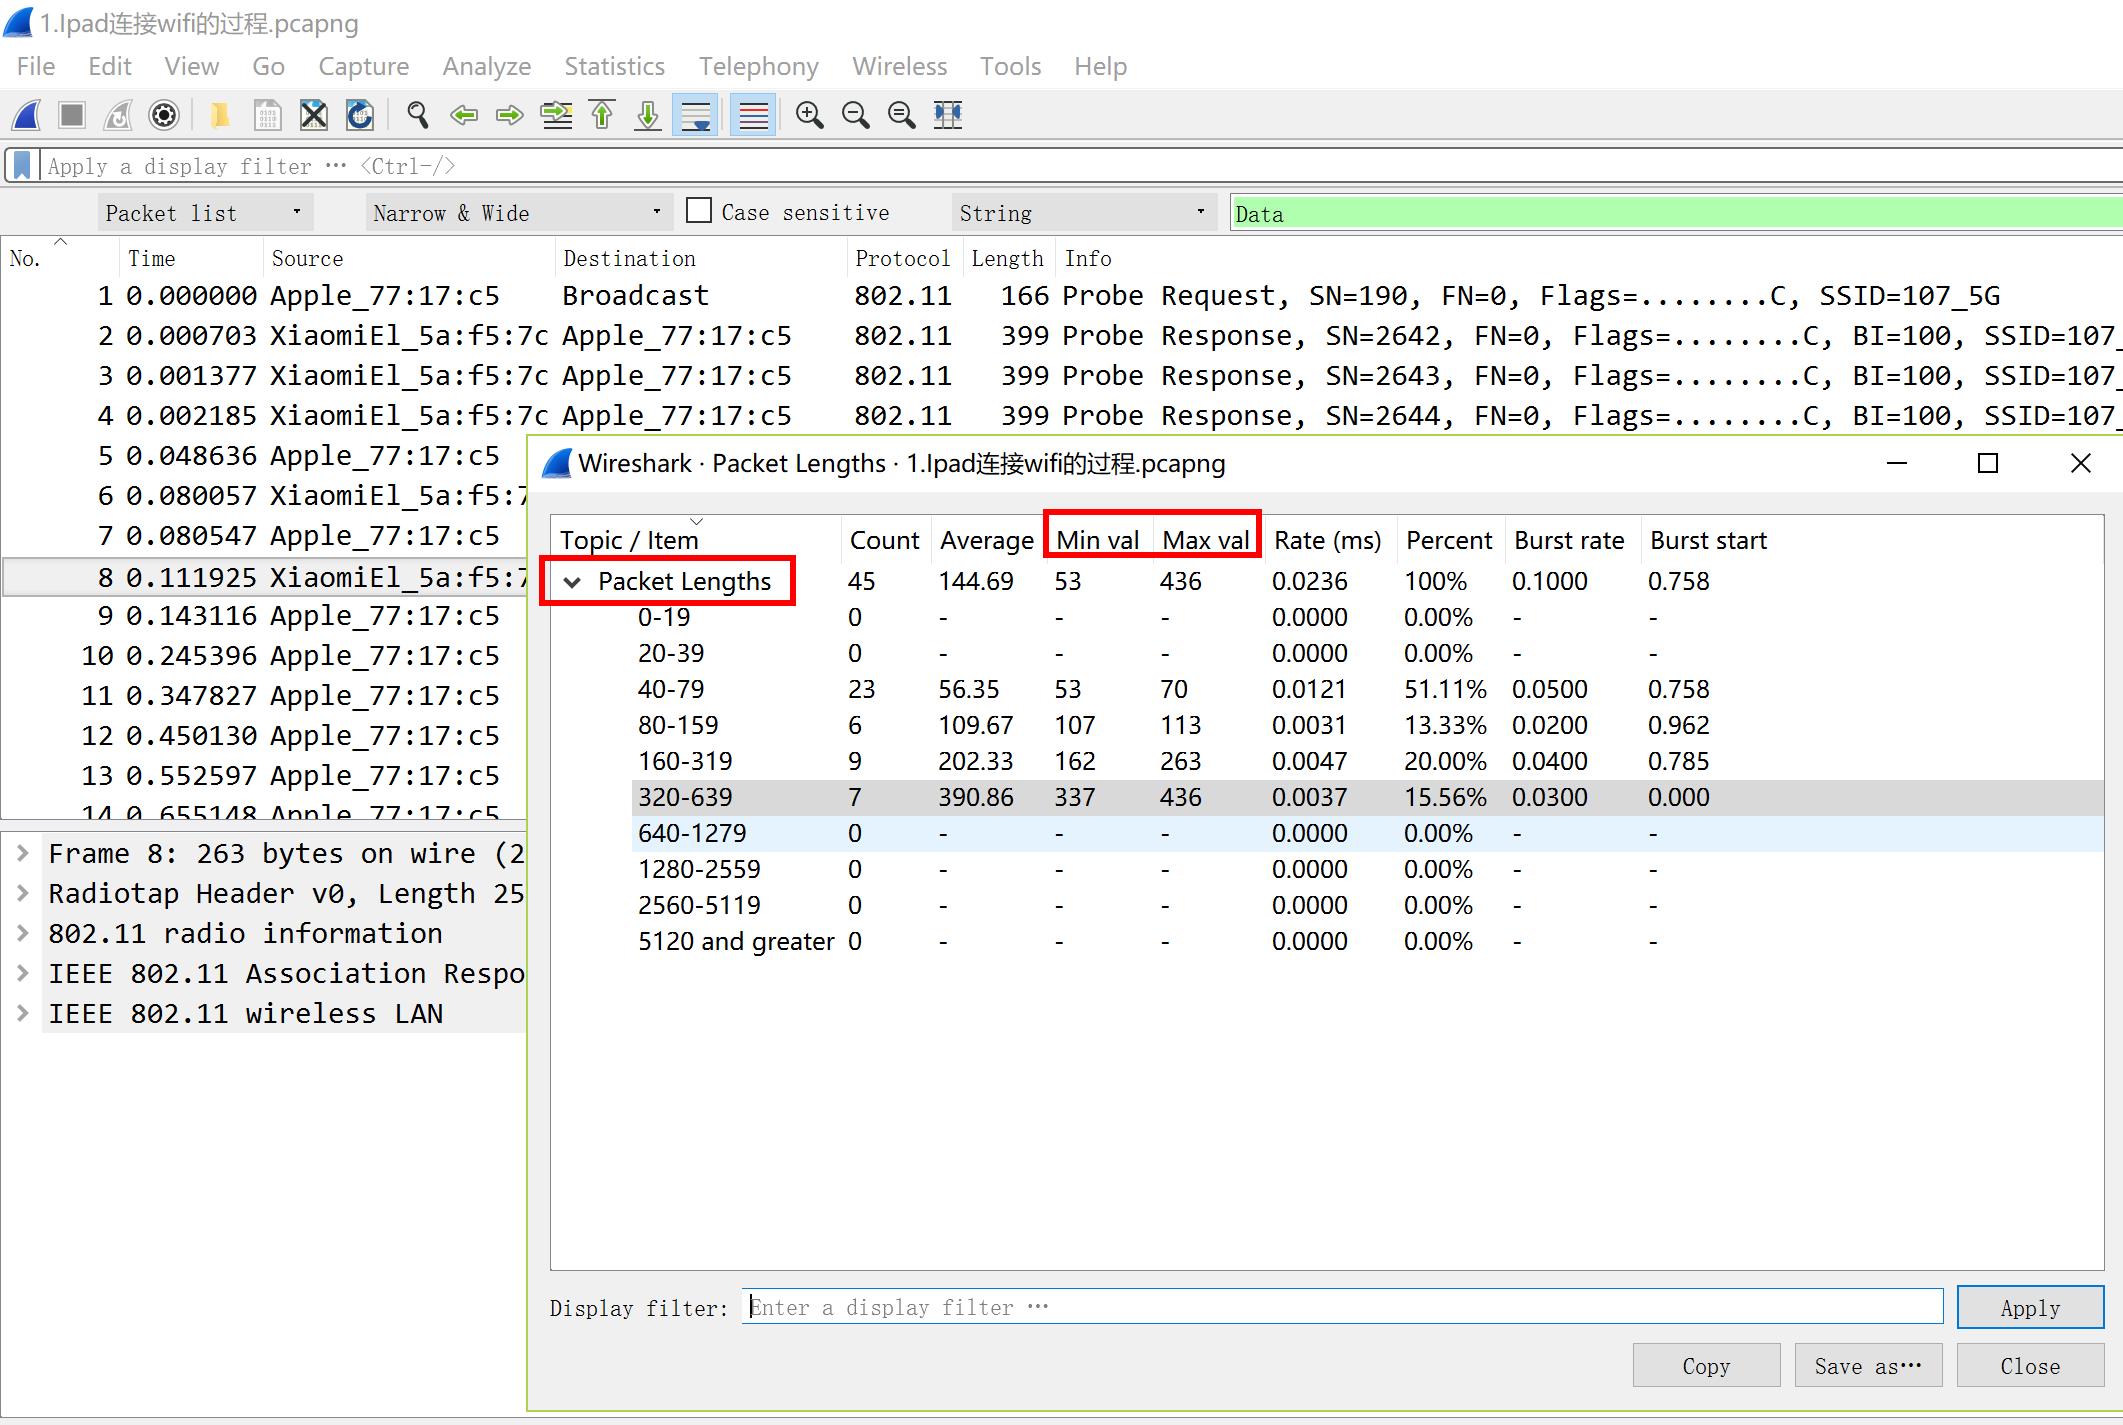 1.Ipad连接wifi的过程.pcapng
File Edit View Go Capture Analyze Statistics Telephony Wireless Tools Help
Apply a display filter ··· <Ctrl-/>
Packet list Narrow & Wide Case sensitive String Data
No. Time Source Destination Protocol Length Info
1 0.000000 Apple_77:17:c5 Broadcast 802.11 166 Probe Request, SN=190, FN=0, Flags=........C, SSID=107_5G
2 0.000703 XiaomiEl_5a:f5:7c Apple_77:17:c5 802.11 399 Probe Response, SN=2642, FN=0, Flags=........C, BI=100, SSID=107_
3 0.001377 XiaomiEl_5a:f5:7c Apple_77:17:c5 802.11 399 Probe Response, SN=2643, FN=0, Flags=........C, BI=100, SSID=107_
4 0.002185 XiaomiEl_5a:f5:7c Apple_77:17:c5 802.11 399 Probe Response, SN=2644, FN=0, Flags=........C, BI=100, SSID=107_
5 0.048636 Apple_77:17:c5
6 0.080057 XiaomiEl_5a:f5:7
7 0.080547 Apple_77:17:c5
8 0.111925 XiaomiEl_5a:f5:7
9 0.143116 Apple_77:17:c5
10 0.245396 Apple_77:17:c5
11 0.347827 Apple_77:17:c5
12 0.450130 Apple_77:17:c5
13 0.552597 Apple_77:17:c5
14 0.655148 Apple_77:17:c5
Frame 8: 263 bytes on wire (2
Radiotap Header v0, Length 25
802.11 radio information
IEEE 802.11 Association Respo
IEEE 802.11 wireless LAN
Wireshark · Packet Lengths · 1.Ipad连接wifi的过程.pcapng
Topic / Item Count Average Min val Max val Rate (ms) Percent Burst rate Burst start
Packet Lengths 45 144.69 53 436 0.0236 100% 0.1000 0.758
0-19 0 - - - 0.0000 0.00% - -
20-39 0 - - - 0.0000 0.00% - -
40-79 23 56.35 53 70 0.0121 51.11% 0.0500 0.758
80-159 6 109.67 107 113 0.0031 13.33% 0.0200 0.962
160-319 9 202.33 162 263 0.0047 20.00% 0.0400 0.785
320-639 7 390.86 337 436 0.0037 15.56% 0.0300 0.000
640-1279 0 - - - 0.0000 0.00% - -
1280-2559 0 - - - 0.0000 0.00% - -
2560-5119 0 - - - 0.0000 0.00% - -
5120 and greater 0 - - - 0.0000 0.00% - -
Display filter: Enter a display filter ··· Apply
Copy Save as··· Close